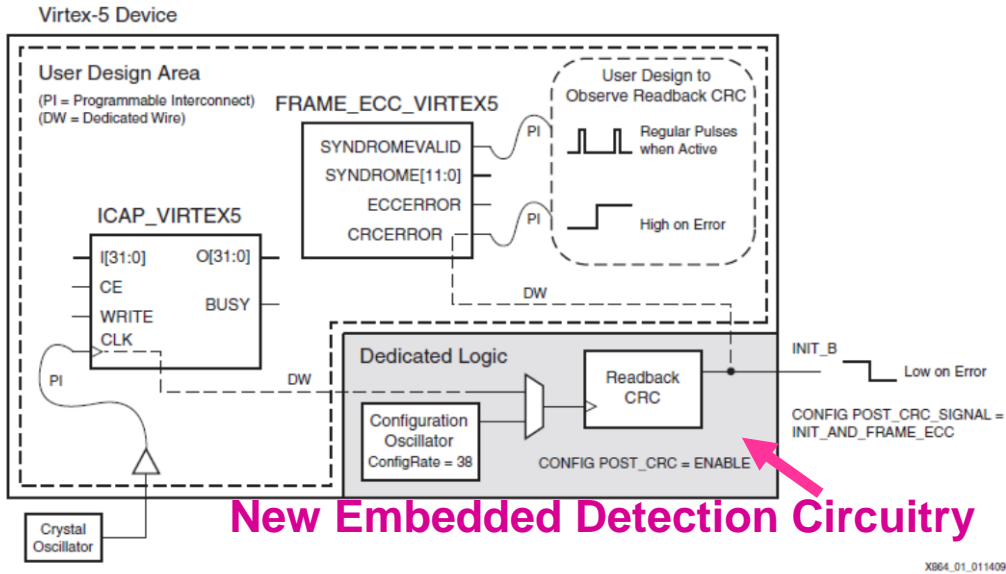 Virtex-5 Device
User Design Area
(PI = Programmable Interconnect)
(DW = Dedicated Wire)
FRAME_ECC_VIRTEX5
SYNDROMEVALID
SYNDROME[11:0]
ECCERROR
CRCERROR
PI
PI
User Design to
Observe Readback CRC
Regular Pulses
when Active
High on Error
ICAP_VIRTEX5
I[31:0]
O[31:0]
CE
BUSY
WRITE
CLK
PI
DW
DW
Dedicated Logic
Configuration
Oscillator
ConfigRate = 38
Readback
CRC
CONFIG POST_CRC = ENABLE
INIT_B
Low on Error
CONFIG POST_CRC_SIGNAL =
INIT_AND_FRAME_ECC
New Embedded Detection Circuitry
Crystal
Oscillator
X864_01_011409